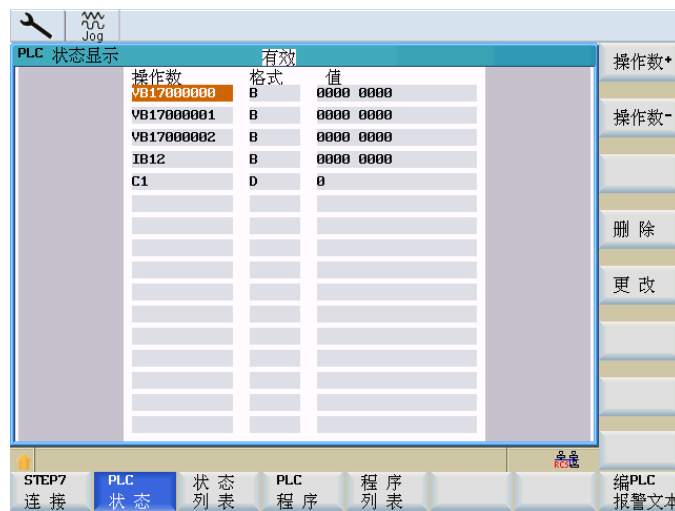 Jog
PLC 状态显示 有效
操作数 格式 值
VB17000000 B 0000 0000
VB17000001 B 0000 0000
VB17000002 B 0000 0000
IB12 B 0000 0000
C1 D 0
操作数+
操作数-
删 除
更 改
RCS
STEP7 连 接
PLC 状 态
状 态 列 表
PLC 程 序
程 序 列 表
编PLC 报警文本